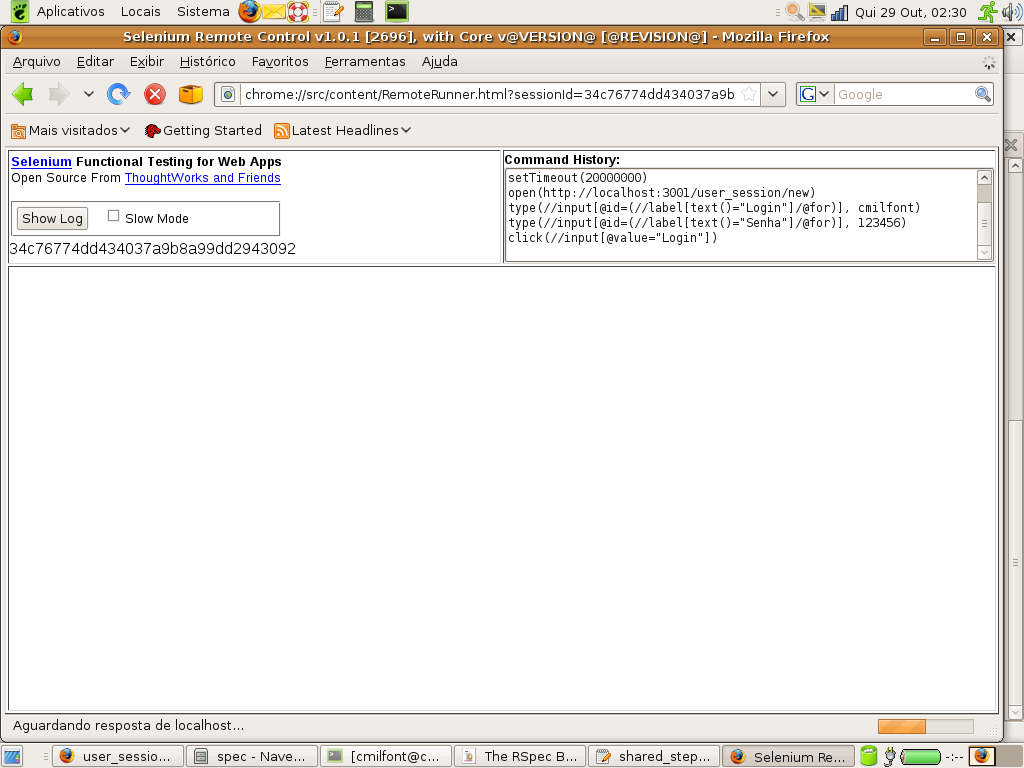 Aplicativos Locais Sistema Qui 29 Out, 02:30
Selenium Remote Control v1.0.1 [2696], with Core v@VERSION@ [@REVISION@] - Mozilla Firefox
Arquivo Editar Exibir Histórico Favoritos Ferramentas Ajuda
chrome://src/content/RemoteRunner.html?sessionId=34c76774dd434037a9b
G Google
Mais visitados Getting Started Latest Headlines
Selenium Functional Testing for Web Apps
Open Source From ThoughtWorks and Friends
Show Log Slow Mode
34c76774dd434037a9b8a99dd2943092
Command History:
setTimeout(20000000)
open(http://localhost:3001/user_session/new)
type(//input[@id=(//label[text()="Login"]/@for)], cmilfont)
type(//input[@id=(//label[text()="Senha"]/@for)], 123456)
click(//input[@value="Login"])
Aguardando resposta de localhost...
user_sessio... spec - Nave... [cmilfont@c... The RSpec B... shared_step... Selenium Re... -:--